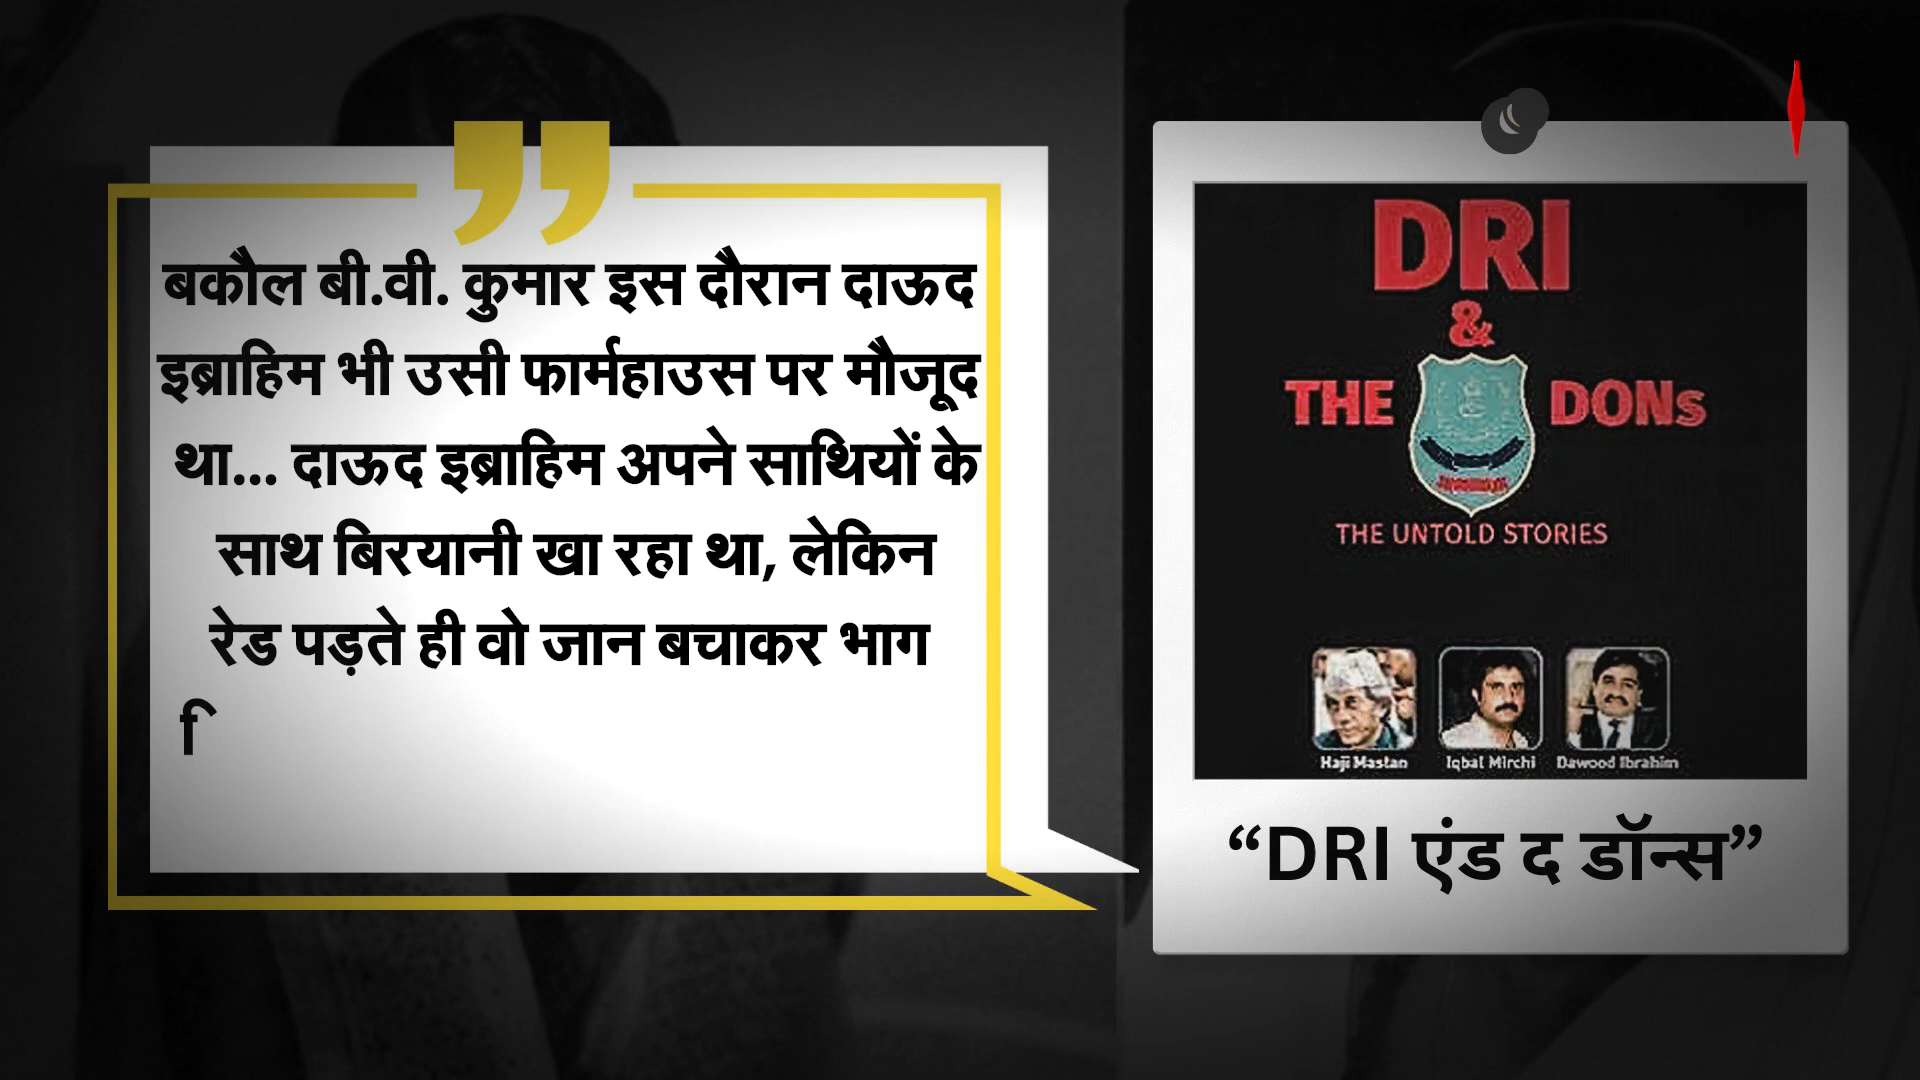 बकौल बी.वी. कुमार इस दौरान दाऊद
इब्राहिम भी उसी फार्महाउस पर मौजूद
था... दाऊद इब्राहिम अपने साथियों के
साथ बिरयानी खा रहा था, लेकिन
रेड पड़ते ही वो जान बचाकर भाग
ि
DRI
&
THE DONs
THE UNTOLD STORIES
Haji Mastan Iqbal Mirchi Dawood Ibrahim
“DRI एंड द डॉन्स”